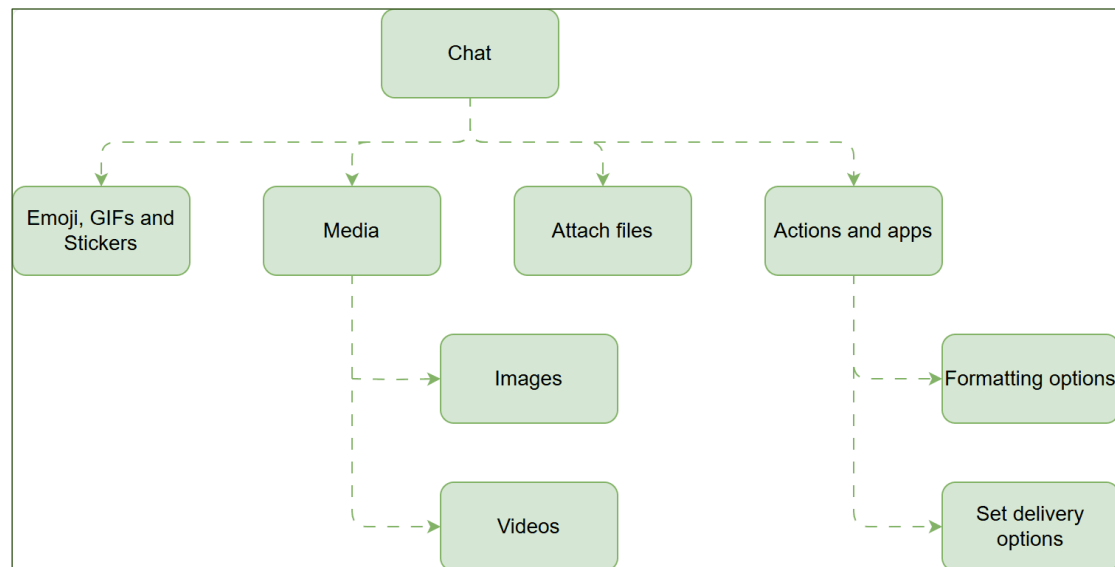 Chat
Emoji, GIFs and
Stickers
Media
Attach files
Actions and apps
Images
Formatting options
Videos
Set delivery
options